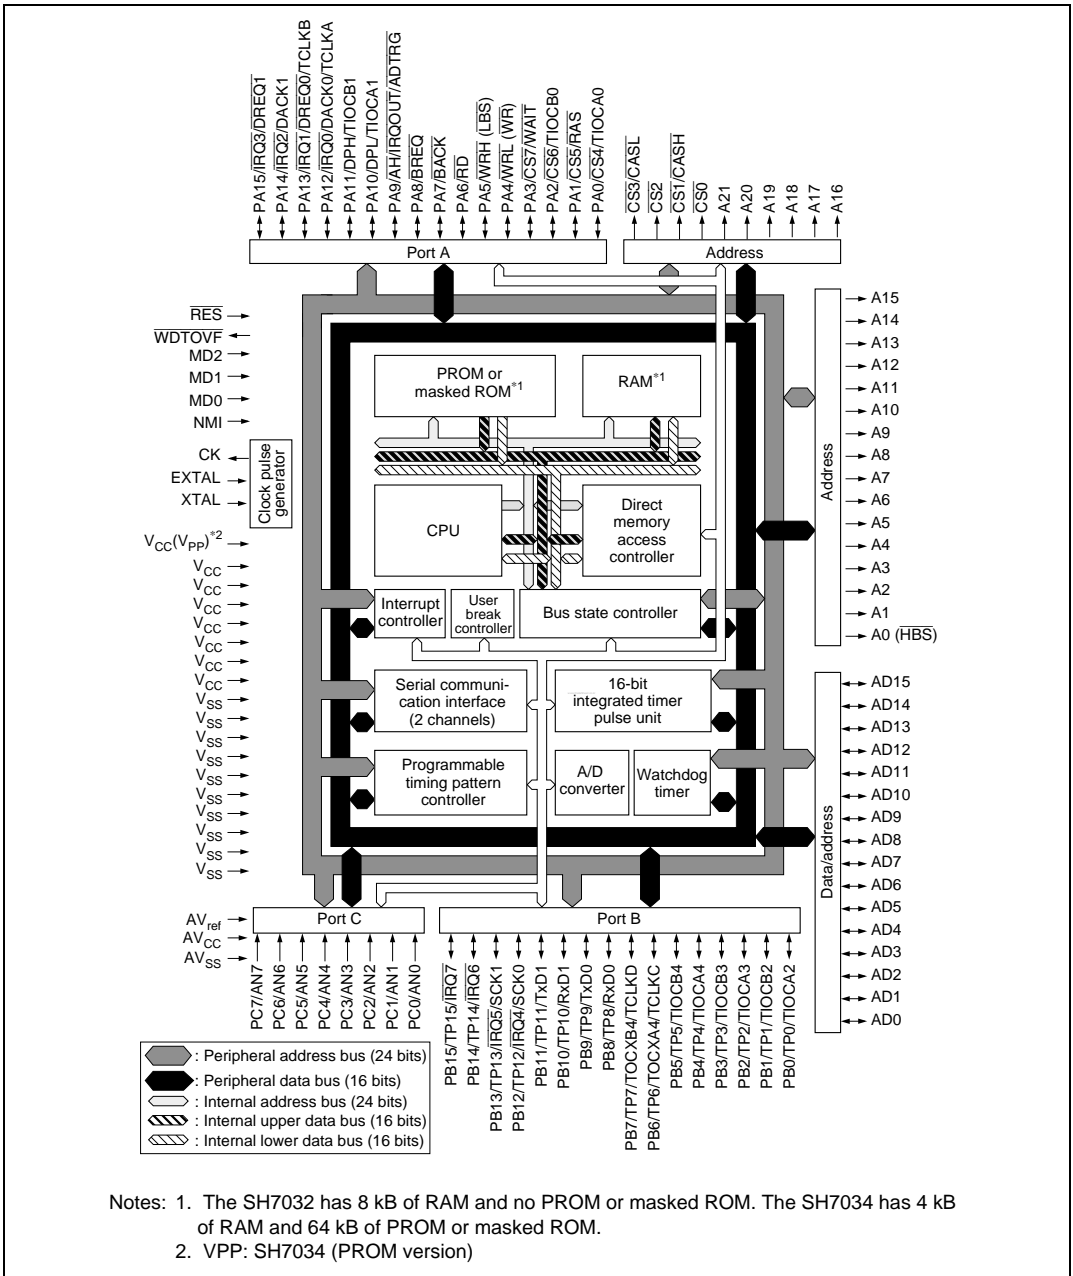 PA15/IRQ3/DREQ1
PA14/IRQ2/DACK1
PA13/IRQ1/DREQ0/TCLKB
PA12/IRQ0/DACK0/TCLKA
PA11/DPH/TIOCB1
PA10/DPL/TIOCA1
PA9/AH/IRQOUT/ADTRG
PA8/BREQ
PA7/BACK
PA6/RD
PA5/WRH (LBS)
PA4/WRL (WR)
PA3/CS7/WAIT
PA2/CS6/TIOCB0
PA1/CS5/RAS
PA0/CS4/TIOCA0
CS3/CASL
CS2
CS1/CASH
CS0
A21
A20
A19
A18
A17
A16
Port A
Address
RES
WDTOVF
MD2
MD1
MD0
NMI
CK
EXTAL
XTAL
Clock pulse
generator
VCC(VPP)*2
VCC
VCC
VCC
VCC
VCC
VCC
VCC
VSS
VSS
VSS
VSS
VSS
VSS
VSS
VSS
VSS
VSS
AVref
AVCC
AVSS
PROM or
masked ROM*1
RAM*1
CPU
Direct
memory
access
controller
Interrupt
controller
User
break
controller
Bus state controller
Serial communi-
cation interface
(2 channels)
16-bit
integrated timer
pulse unit
Programmable
timing pattern
controller
A/D
converter
Watchdog
timer
Address
A15
A14
A13
A12
A11
A10
A9
A8
A7
A6
A5
A4
A3
A2
A1
A0 (HBS)
Data/address
AD15
AD14
AD13
AD12
AD11
AD10
AD9
AD8
AD7
AD6
AD5
AD4
AD3
AD2
AD1
AD0
Port C
Port B
PC7/AN7
PC6/AN6
PC5/AN5
PC4/AN4
PC3/AN3
PC2/AN2
PC1/AN1
PC0/AN0
PB15/TP15/IRQ7
PB14/TP14/IRQ6
PB13/TP13/IRQ5/SCK1
PB12/TP12/IRQ4/SCK0
PB11/TP11/TxD1
PB10/TP10/RxD1
PB9/TP9/TxD0
PB8/TP8/RxD0
PB7/TP7/TOCXB4/TCLKD
PB6/TP6/TOCXA4/TCLKC
PB5/TP5/TIOCB4
PB4/TP4/TIOCA4
PB3/TP3/TIOCB3
PB2/TP2/TIOCA3
PB1/TP1/TIOCB2
PB0/TP0/TIOCA2
: Peripheral address bus (24 bits)
: Peripheral data bus (16 bits)
: Internal address bus (24 bits)
: Internal upper data bus (16 bits)
: Internal lower data bus (16 bits)
Notes: 1. The SH7032 has 8 kB of RAM and no PROM or masked ROM. The SH7034 has 4 kB
of RAM and 64 kB of PROM or masked ROM.
2. VPP: SH7034 (PROM version)